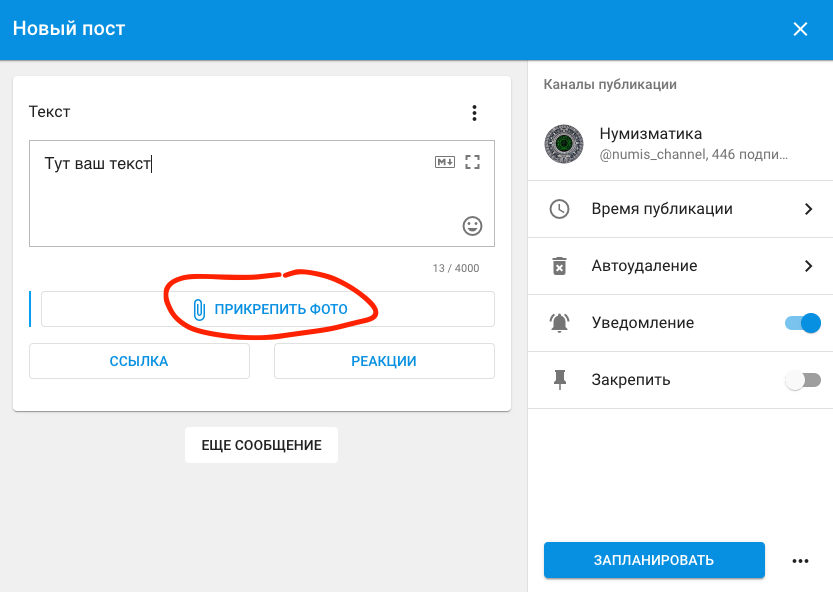 Новый пост
Текст
Тут ваш текст
M
13 / 4000
ПРИКРЕПИТЬ ФОТО
ССЫЛКА
РЕАКЦИИ
ЕЩЕ СООБЩЕНИЕ
Каналы публикации
Нумизматика
@numis_channel, 446 подпи...
Время публикации
Автоудаление
Уведомление
Закрепить
ЗАПЛАНИРОВАТЬ